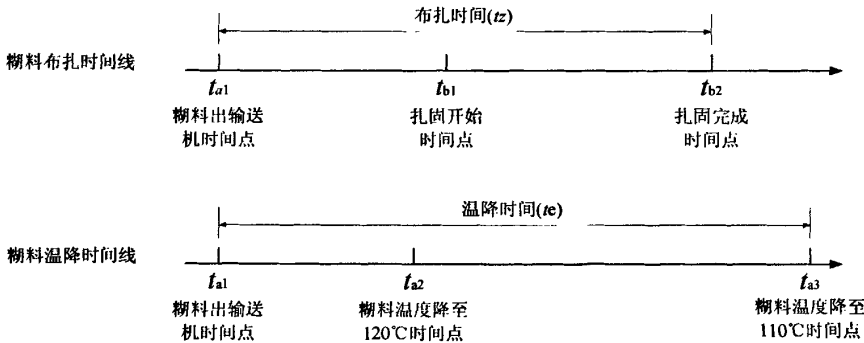 布扎时间(tz)
糊料布扎时间线
ta1
tb1
tb2
糊料出输送
机时间点
扎固开始
时间点
扎固完成
时间点
温降时间(te)
糊料温降时间线
ta1
ta2
ta3
糊料出输送
机时间点
糊料温度降至
120℃时间点
糊料温度降至
110℃时间点